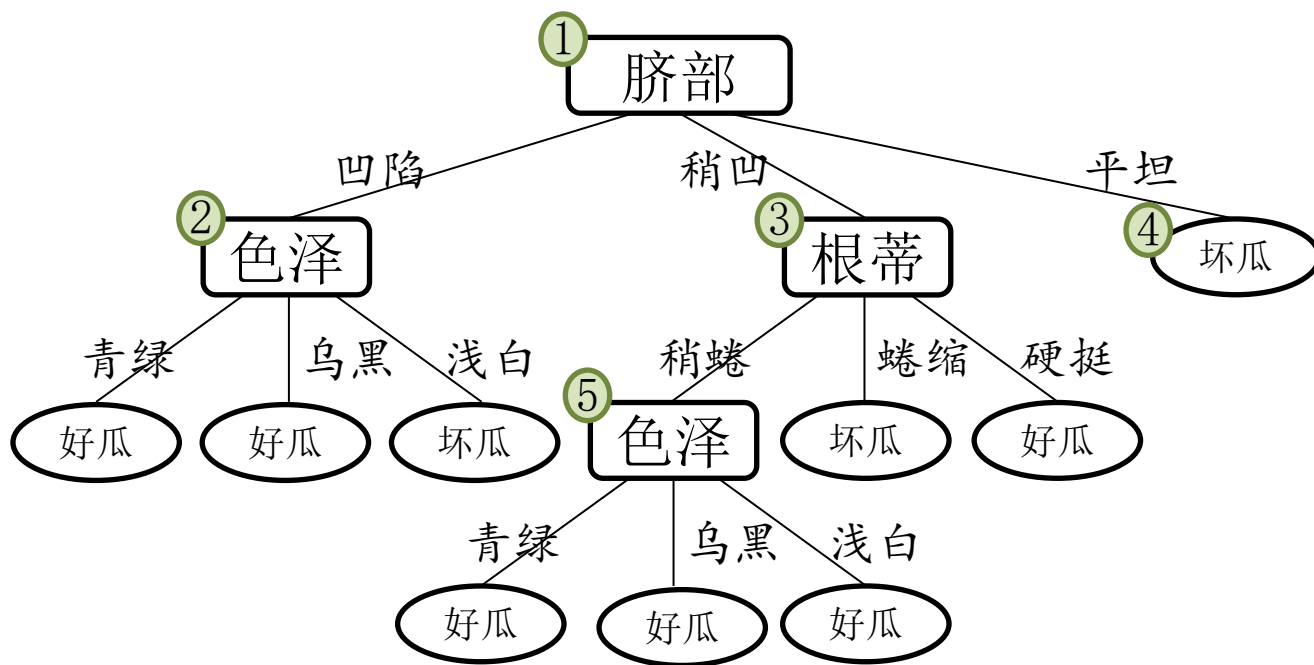 ①
脐部
凹陷
稍凹
平坦
②
色泽
③
根蒂
④
坏瓜
青绿
乌黑
浅白
稍蜷
蜷缩
硬挺
好瓜
好瓜
坏瓜
⑤
色泽
坏瓜
好瓜
青绿
乌黑
浅白
好瓜
好瓜
好瓜